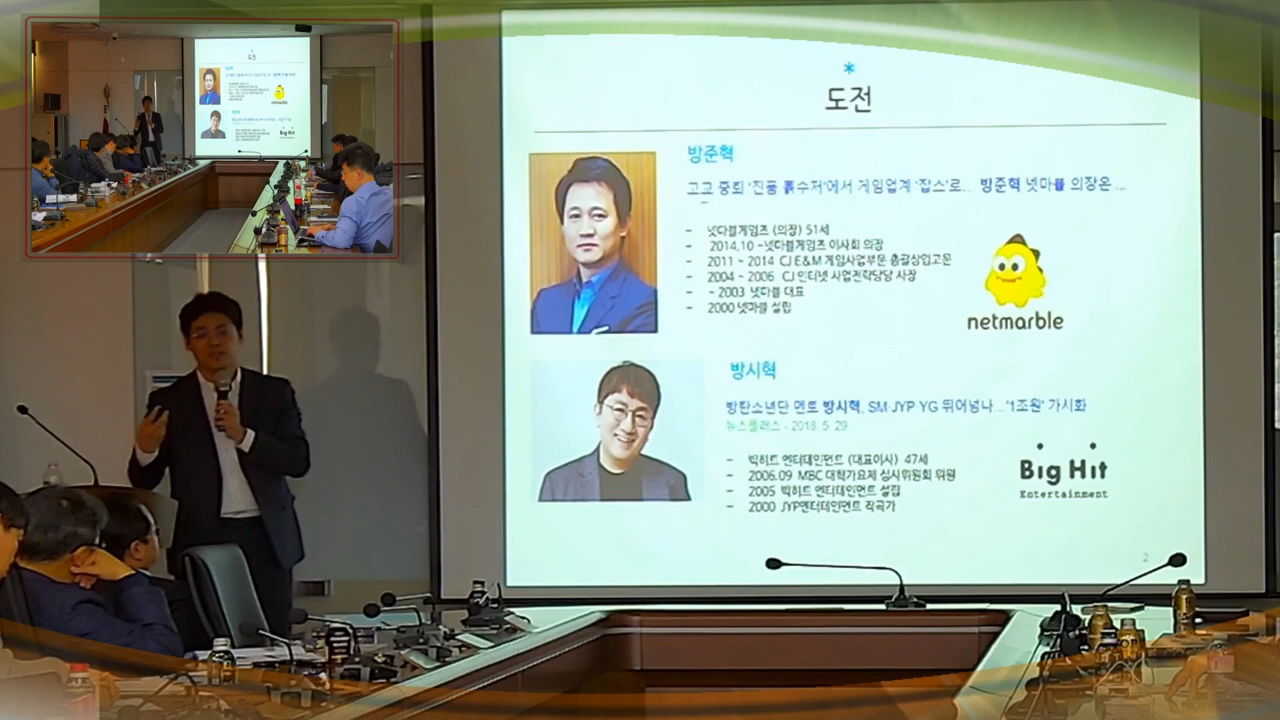 *
도전
방준혁
고교 중퇴 '진품 흙수저'에서 게임업계 '잡스'로... 방준혁 넷마블 의장은 ...
- 넷마블게임즈 (의장) 51세
- 2014.10 ~넷마블게임즈 이사회 의장
- 2011 ~ 2014 CJ E&M 게임사업부문 총괄상임고문
- 2004 ~ 2006 CJ 인터넷 사업전략담당 사장
- ~ 2003 넷마블 대표
- 2000 넷마블 설립
netmarble
방시혁
방탄소년단 멘토 방시혁, SM·JYP·YG 뛰어넘나...'1조원' 가시화
뉴스플러스 - 2018. 5. 29
- 빅히트 엔터테인먼트 (대표이사) 47세
- 2006.09 MBC 대학가요제 심사위원회 위원
- 2005 빅히트 엔터테인먼트 설립
- 2000 JYP엔터테인먼트 작곡가
Big Hit
Entertainment
2
도전
netmarble
Big Hit